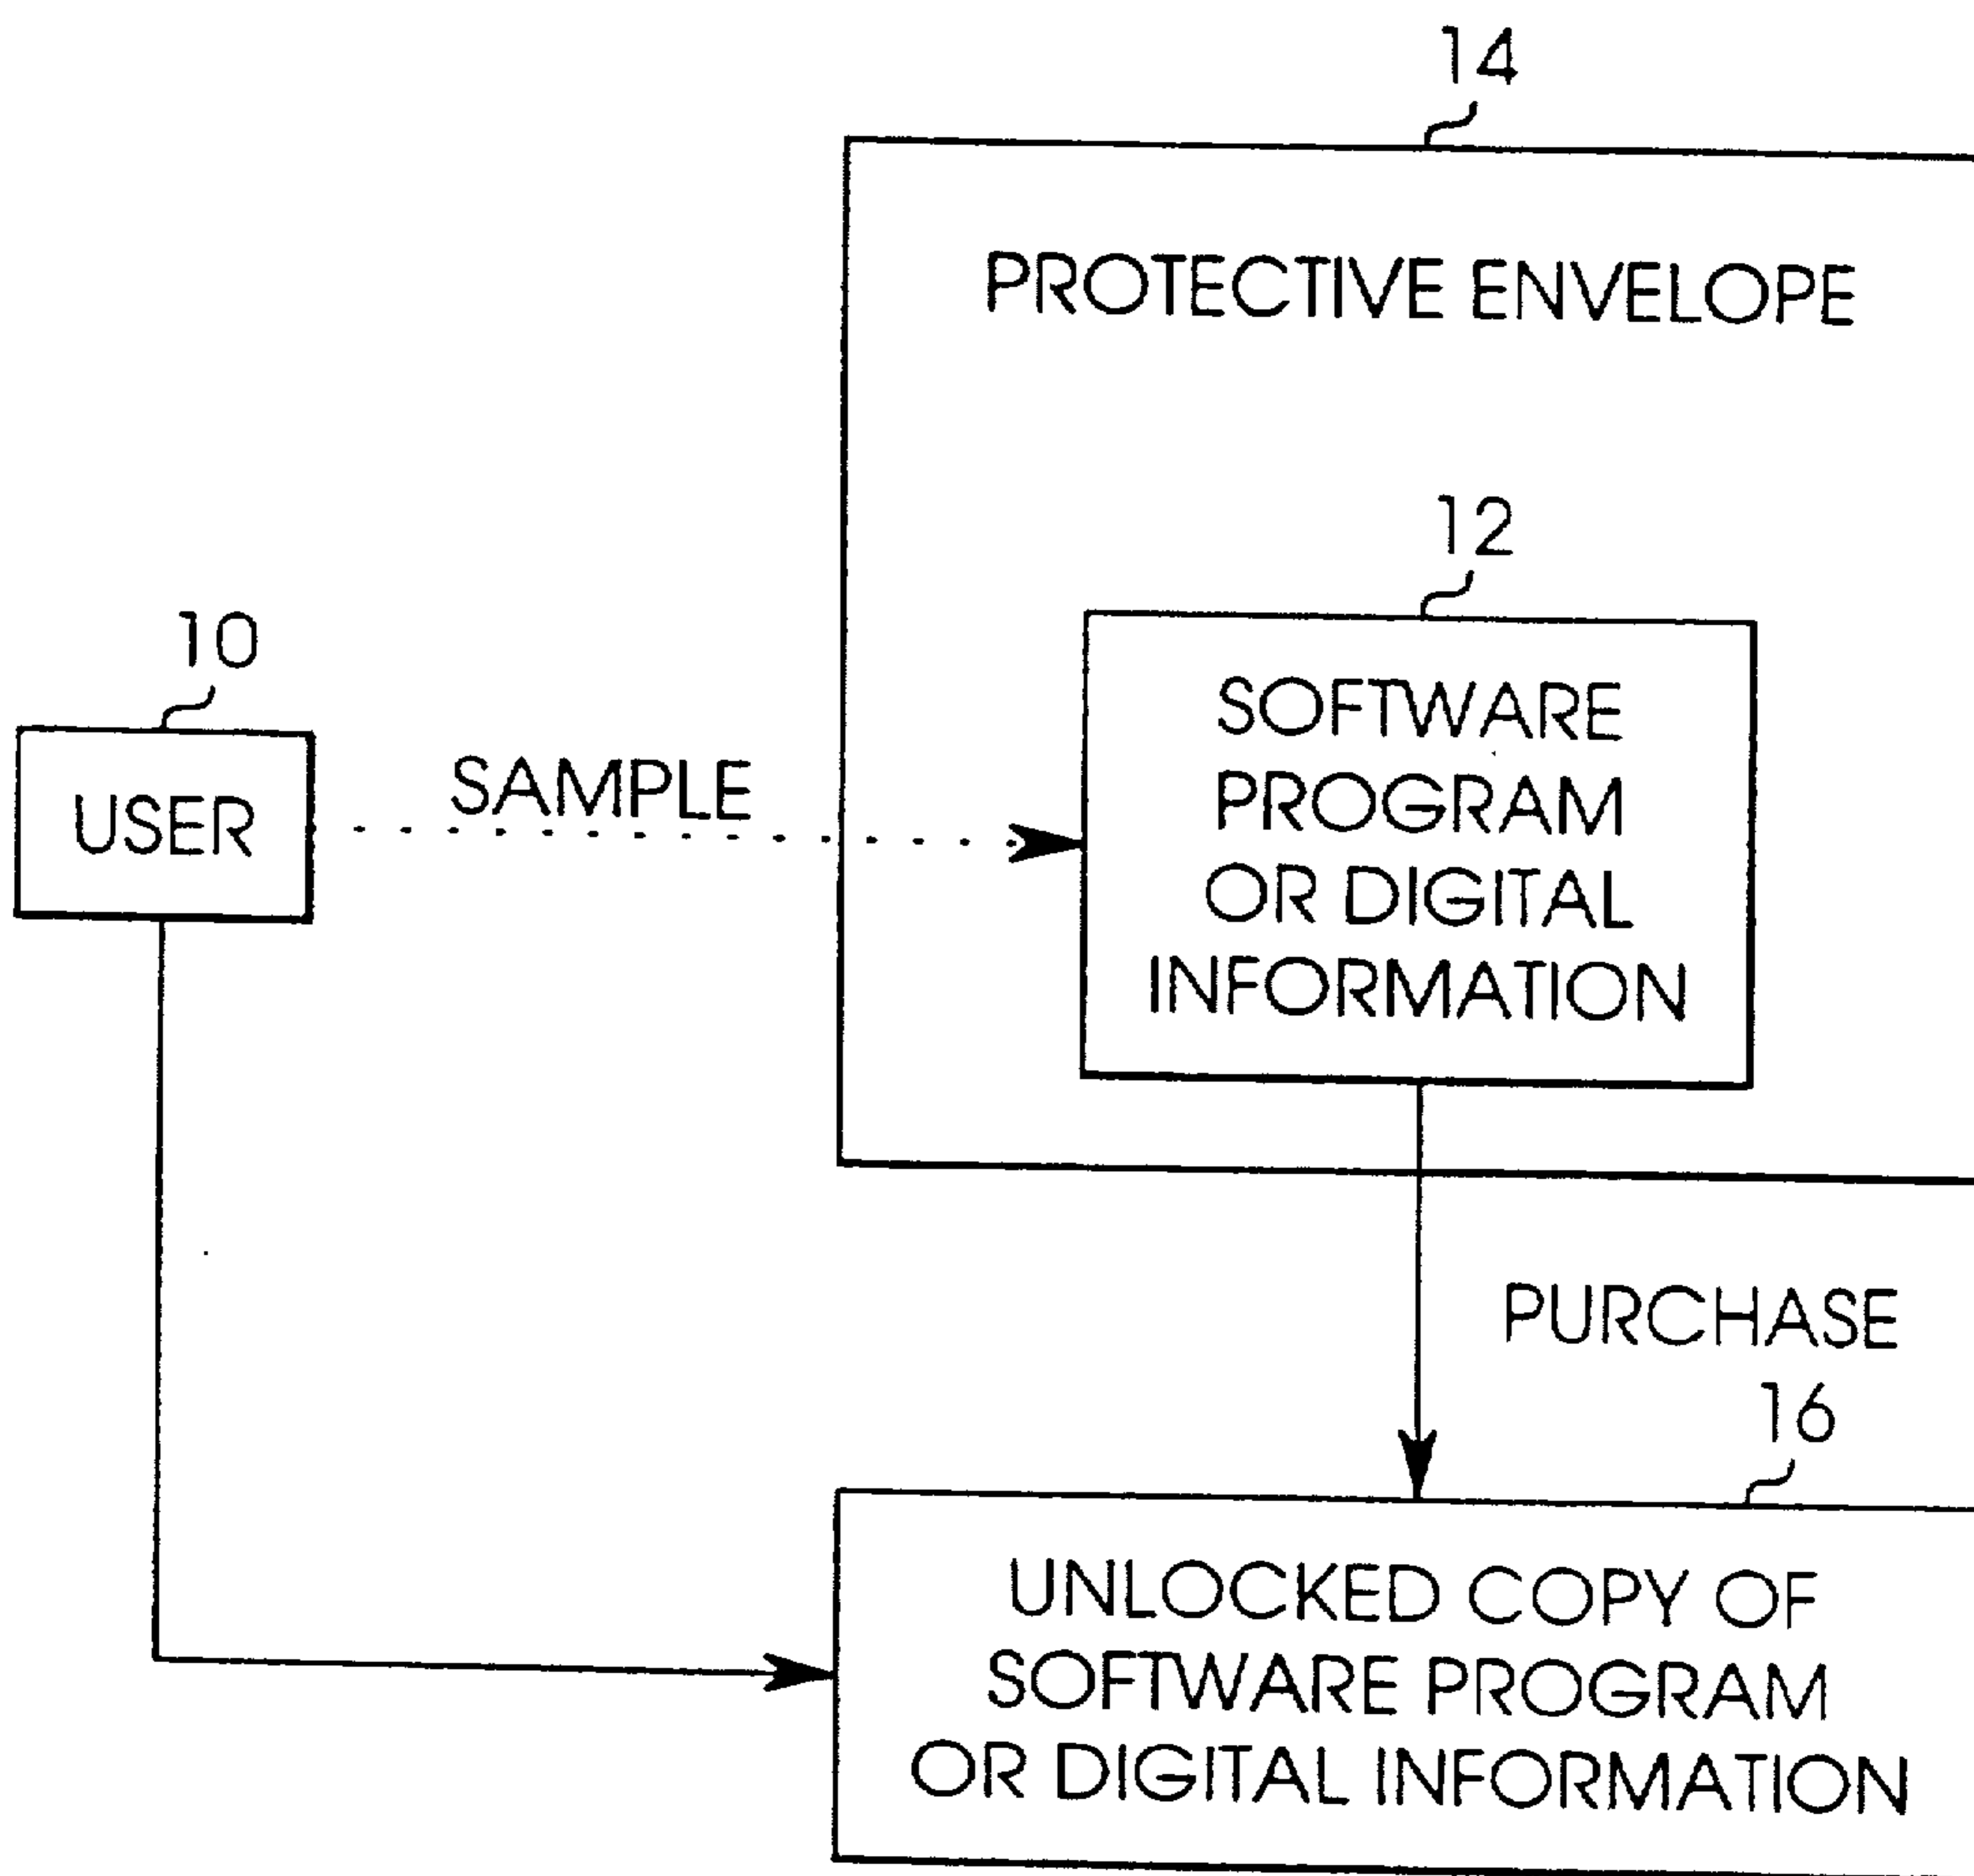 14
PROTECTIVE ENVELOPE
12
SOFTWARE
PROGRAM
OR DIGITAL
INFORMATION
10
USER
SAMPLE
PURCHASE
16
UNLOCKED COPY OF
SOFTWARE PROGRAM
OR DIGITAL INFORMATION